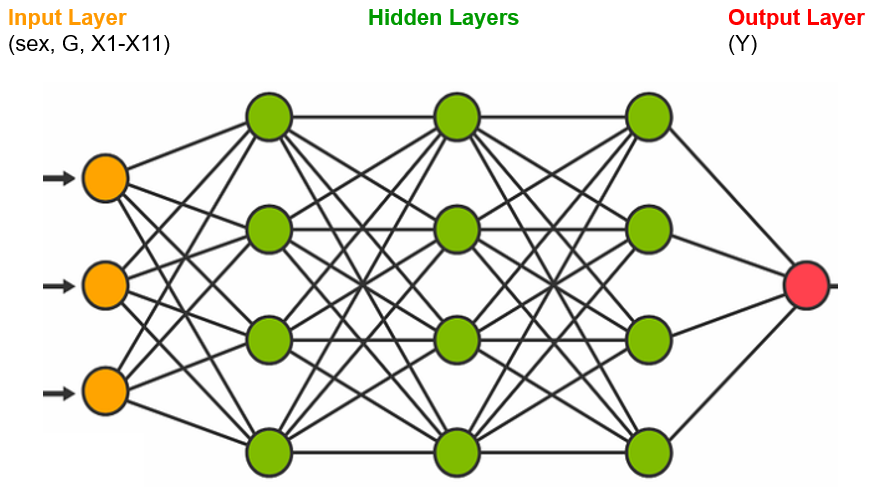 Input Layer
(sex, G, X1-X11)
Hidden Layers
Output Layer
(Y)